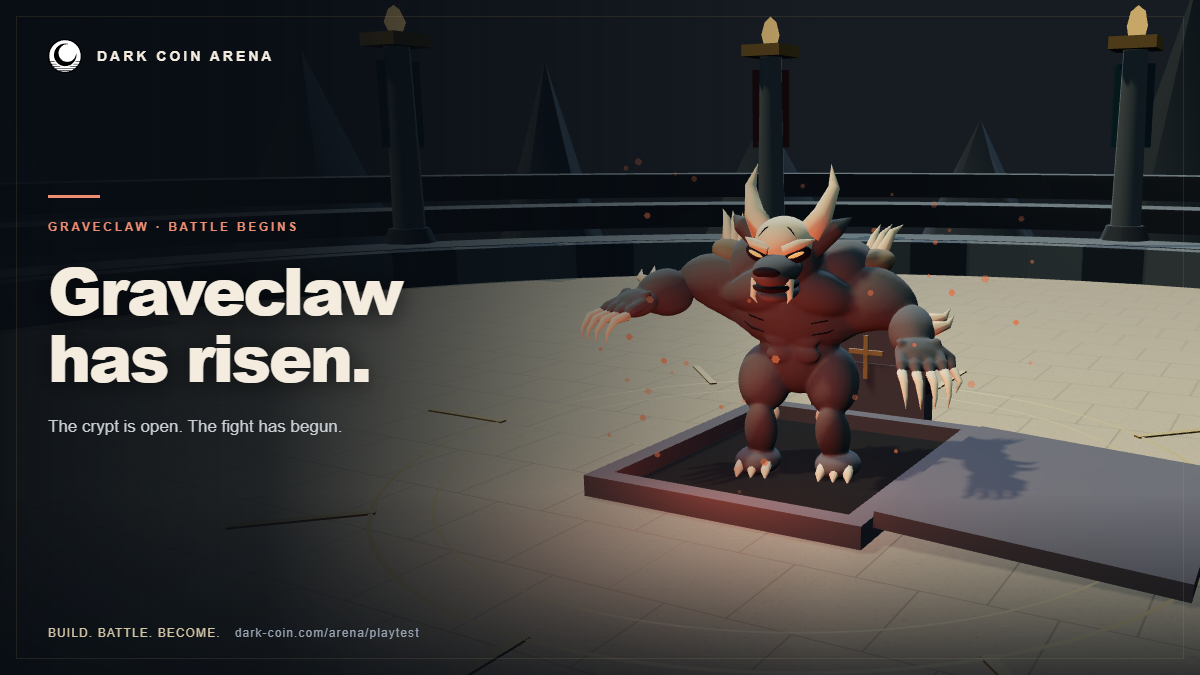 DARK COIN ARENA
GRAVECLAW · BATTLE BEGINS
Graveclaw
has risen.
The crypt is open. The fight has begun.
BUILD. BATTLE. BECOME. dark-coin.com/arena/playtest